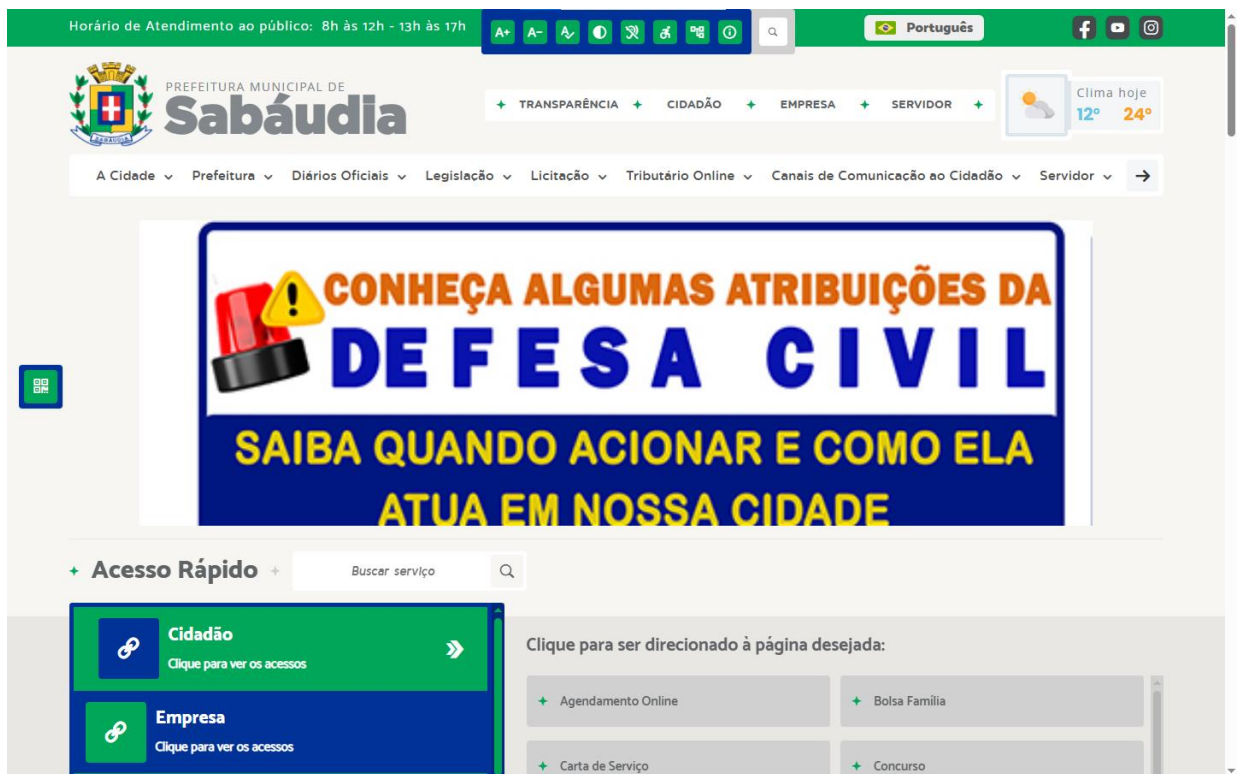 Horário de Atendimento ao público: 8h às 12h - 13h às 17h
A+ A-
Português
PREFEITURA MUNICIPAL DE
Sabáudia
SABÁUDIA
TRANSPARÊNCIA CIDADÃO EMPRESA SERVIDOR
Clima hoje
12º 24º
A Cidade Prefeitura Diários Oficiais Legislação Licitação Tributário Online Canais de Comunicação ao Cidadão Servidor
CONHEÇA ALGUMAS ATRIBUIÇÕES DA
DEFESA CIVIL
SAIBA QUANDO ACIONAR E COMO ELA
ATUA EM NOSSA CIDADE
Acesso Rápido
Buscar serviço
Cidadão
Clique para ver os acessos
Empresa
Clique para ver os acessos
Clique para ser direcionado à página desejada:
Agendamento Online
Bolsa Família
Carta de Serviço
Concurso